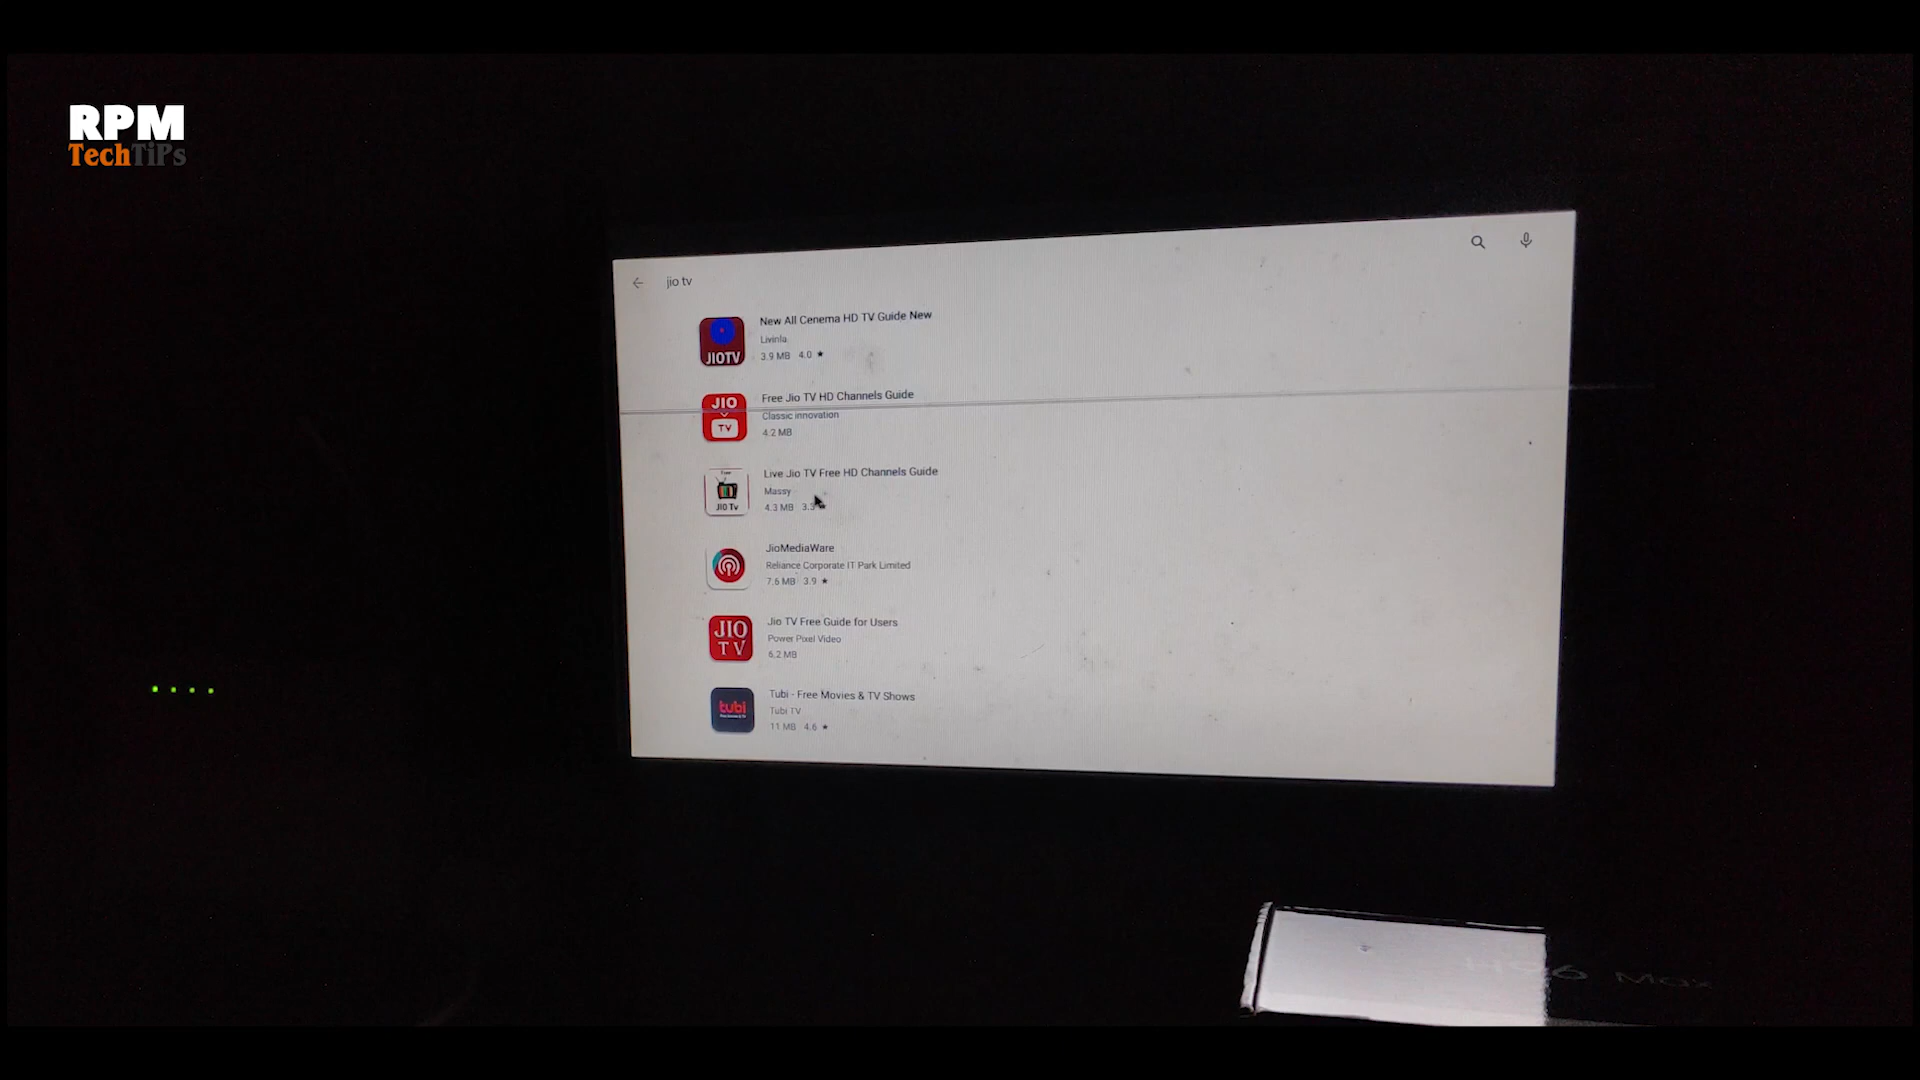 RPM
TechTiPs
jio tv
New All Cenema HD TV Guide New
Livinla
JIOTV
3.9 MB 4.0 ★
Free Jio TV HD Channels Guide
JIO
TV
Classic innovation
4.2 MB
Live Jio TV Free HD Channels Guide
Massy
JIO Tv
4.3 MB 3.3
JioMediaWare
Reliance Corporate IT Park Limited
7.6 MB 3.9 ★
Jio TV Free Guide for Users
JIO
TV
Power Pixel Video
6.2 MB
Tubi - Free Movies & TV Shows
tubi
Tubi TV
11 MB 4.6 ★
Max